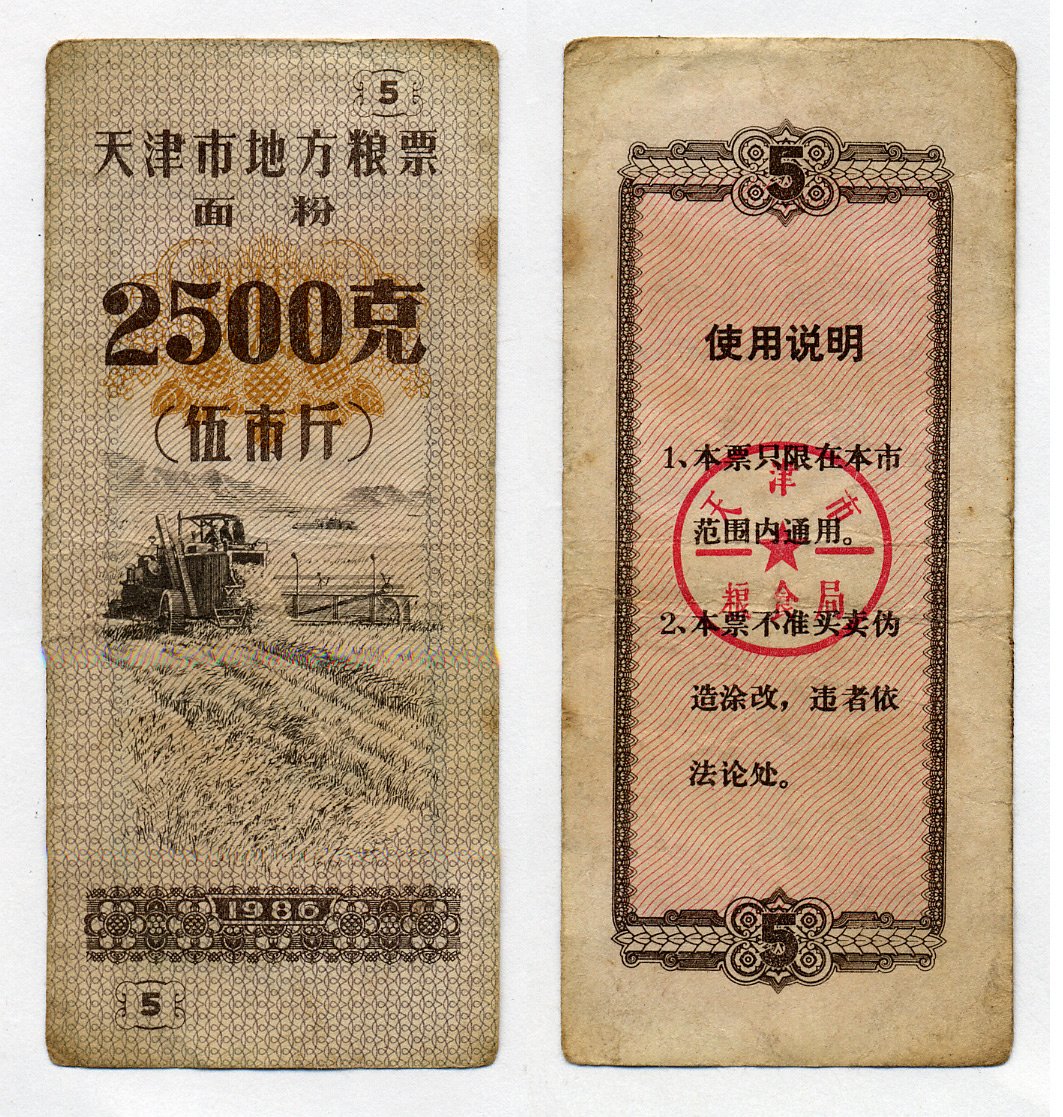 5
天津市地方粮票
面粉
2500克
（伍市斤）
1986
5
5
使用说明
1、本票只限在本市
范围内通用。
2、本票不准买卖伪
造涂改，违者依
法论处。
天津市
粮食局
5